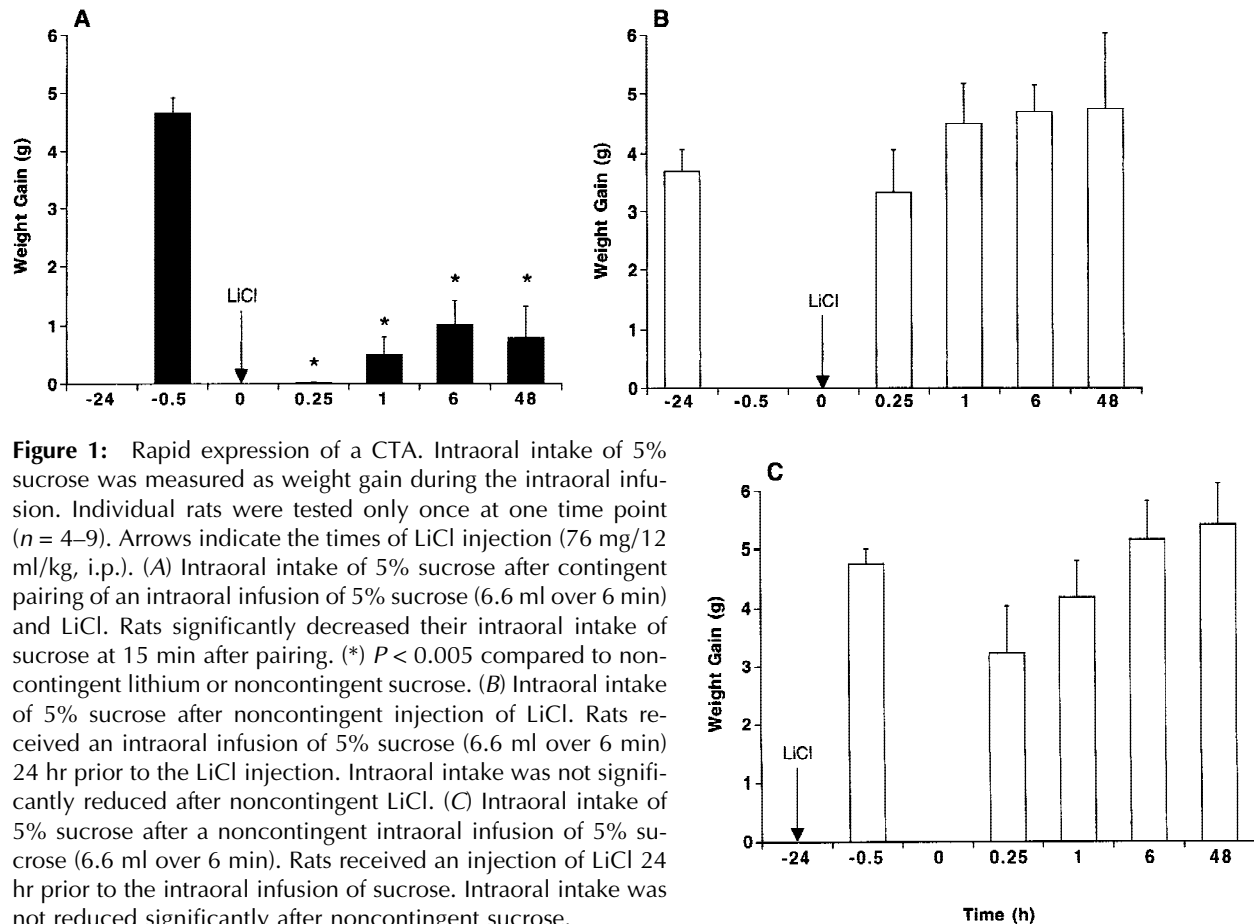 A
6
5
4
3
2
1
0
Weight Gain (g)
LiCl
*
*
*
*
-24 -0.5 0 0.25 1 6 48
B
6
5
4
3
2
1
0
Weight Gain (g)
LiCl
-24 -0.5 0 0.25 1 6 48
Figure 1: Rapid expression of a CTA. Intraoral intake of 5%
sucrose was measured as weight gain during the intraoral infu-
sion. Individual rats were tested only once at one time point
(n = 4–9). Arrows indicate the times of LiCl injection (76 mg/12
ml/kg, i.p.). (A) Intraoral intake of 5% sucrose after contingent
pairing of an intraoral infusion of 5% sucrose (6.6 ml over 6 min)
and LiCl. Rats significantly decreased their intraoral intake of
sucrose at 15 min after pairing. (*) P < 0.005 compared to non-
contingent lithium or noncontingent sucrose. (B) Intraoral intake
of 5% sucrose after noncontingent injection of LiCl. Rats re-
ceived an intraoral infusion of 5% sucrose (6.6 ml over 6 min)
24 hr prior to the LiCl injection. Intraoral intake was not signifi-
cantly reduced after noncontingent LiCl. (C) Intraoral intake of
5% sucrose after a noncontingent intraoral infusion of 5% su-
crose (6.6 ml over 6 min). Rats received an injection of LiCl 24
hr prior to the intraoral infusion of sucrose. Intraoral intake was
not reduced significantly after noncontingent sucrose.
C
6
5
4
3
2
1
0
Weight Gain (g)
LiCl
-24 -0.5 0 0.25 1 6 48
Time (h)